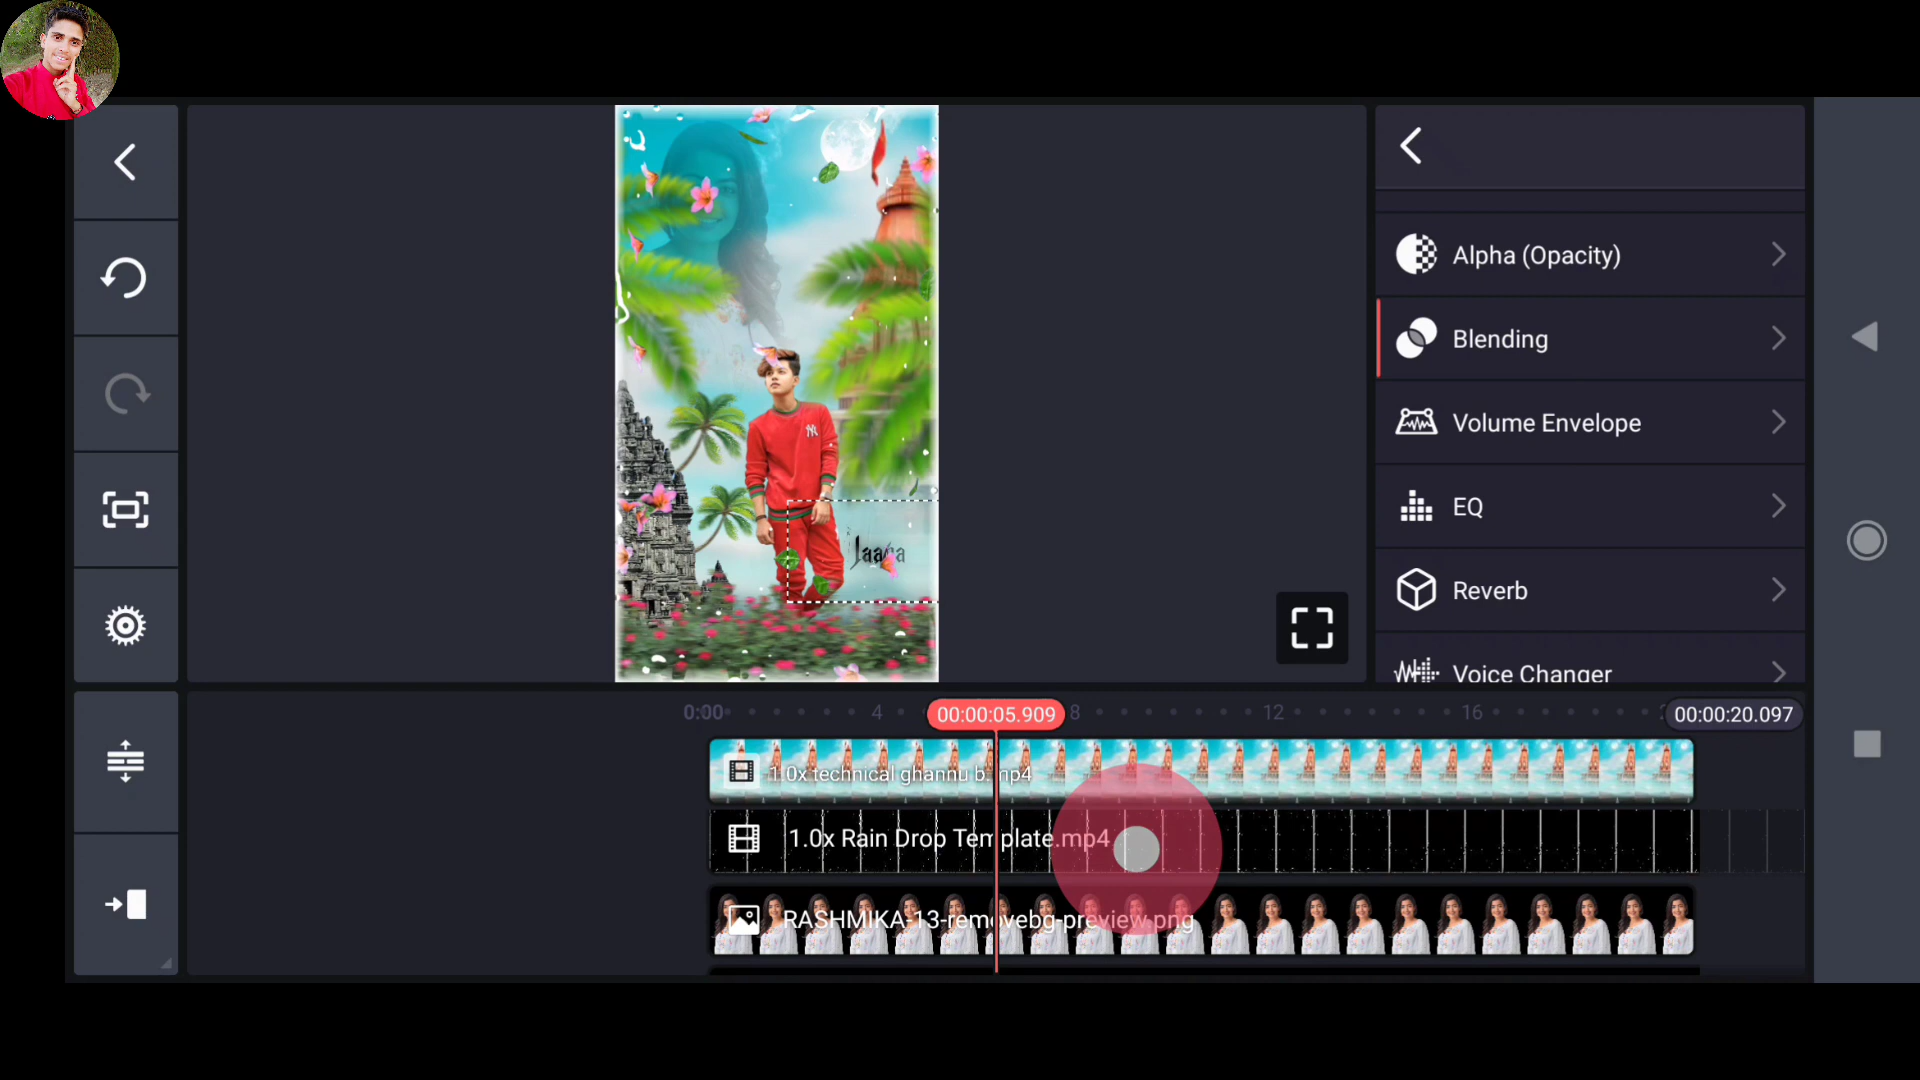 Alpha (Opacity)
Blending
Volume Envelope
EQ
Reverb
Voice Changer
0:00
4
00:00:05.909
8
12
16
00:00:20.097
1.0x technical ghannu b. mp4
1.0x Rain Drop Template.mp4
RASHMIKA-13-removebg-preview.png